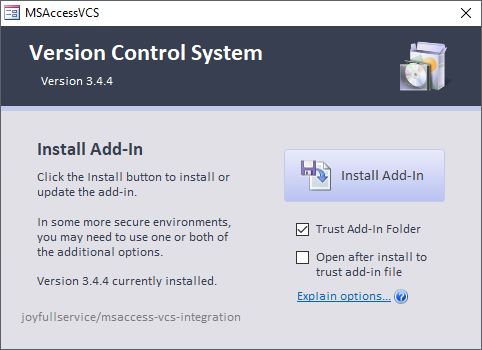 MSAccessVCS
Version Control System
Version 3.4.4
Install Add-In
Click the Install button to install or
update the add-in.
In some more secure environments,
you may need to use one or both of
the additional options.
Version 3.4.4 currently installed.
joyfullservice/msaccess-vcs-integration
Install Add-In
Trust Add-In Folder
Open after install to
trust add-in file
Explain options...
?